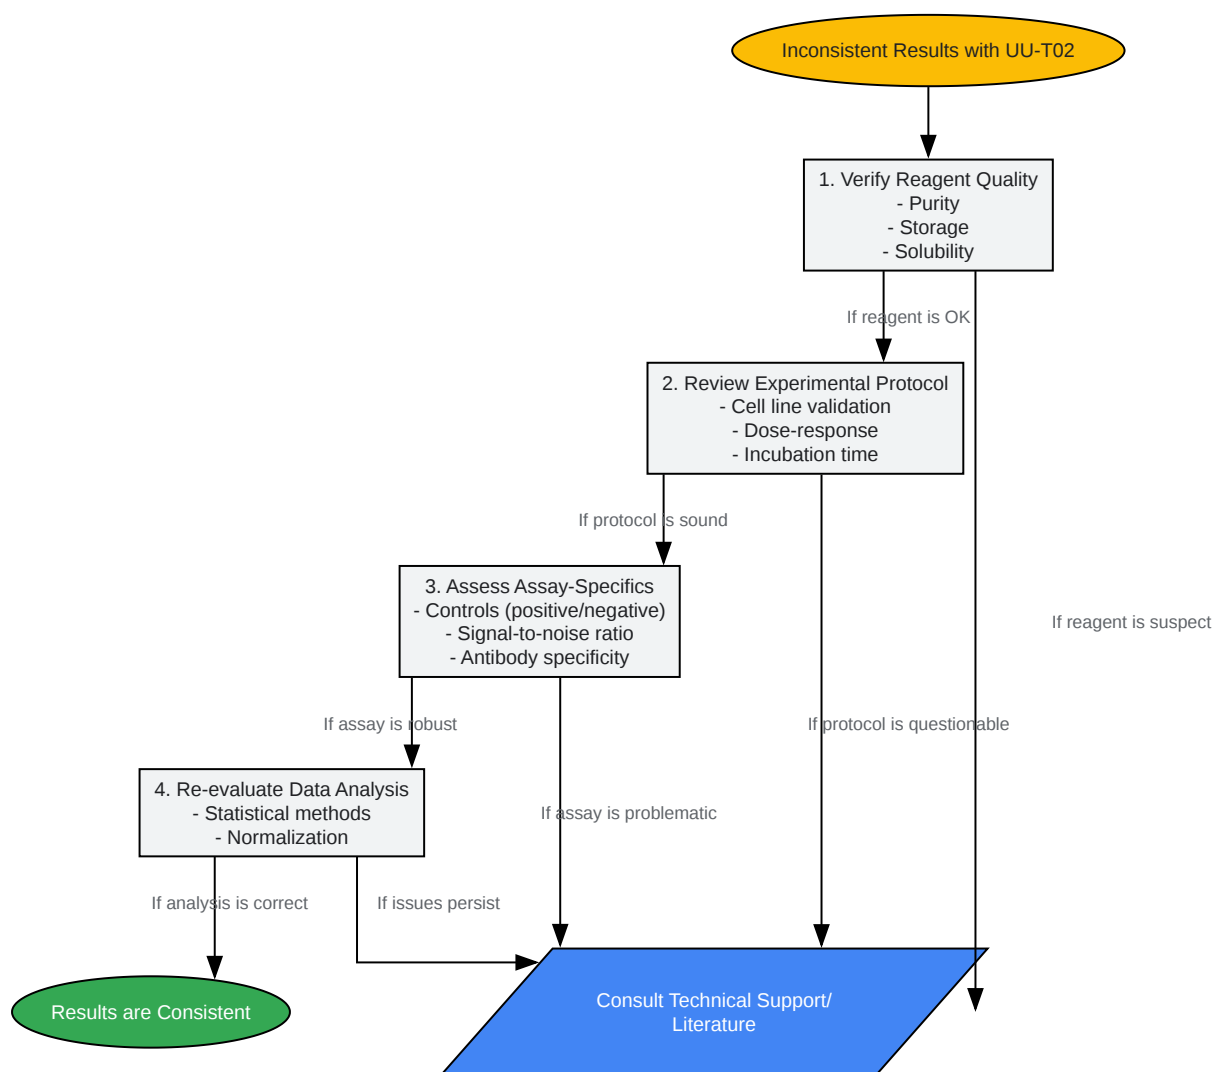 Inconsistent Results with UU-T02
1. Verify Reagent Quality
- Purity
- Storage
- Solubility
If reagent is OK
2. Review Experimental Protocol
- Cell line validation
- Dose-response
- Incubation time
If protocol is sound
3. Assess Assay-Specifics
- Controls (positive/negative)
- Signal-to-noise ratio
- Antibody specificity
If reagent is suspect
If assay is robust
If protocol is questionable
4. Re-evaluate Data Analysis
- Statistical methods
- Normalization
If assay is problematic
If analysis is correct
If issues persist
Results are Consistent
Consult Technical Support/
Literature